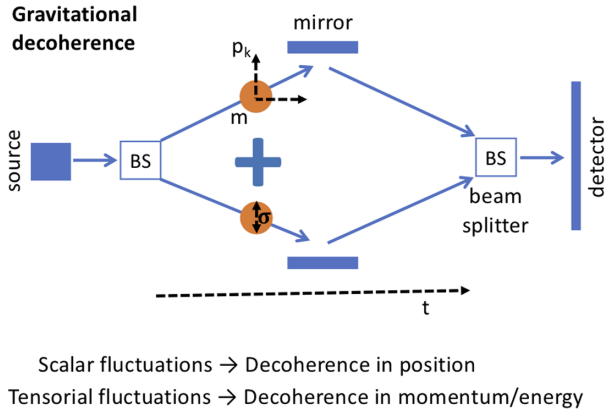 Gravitational
decoherence
mirror
p_k
m
source
BS
BS
σ
beam
splitter
detector
t
Scalar fluctuations → Decoherence in position
Tensorial fluctuations → Decoherence in momentum/energy